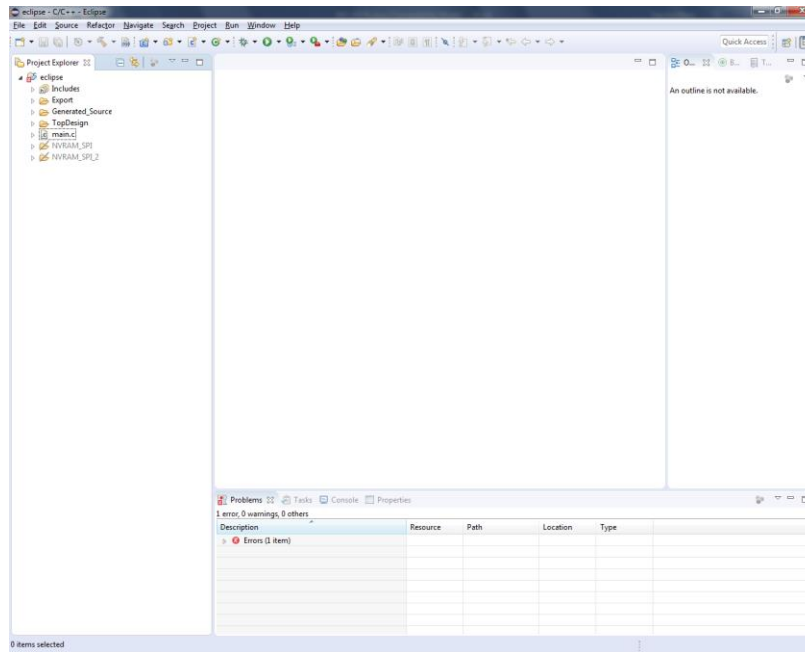 eclipse - C/C++ - Eclipse
File Edit Source Refactor Navigate Search Project Run Window Help
Quick Access
Project Explorer
O... B... T...
eclipse
Includes
Export
Generated_Source
TopDesign
main.c
NVRAM_SPI
NVRAM_SPI_2
An outline is not available.
Problems Tasks Console Properties
1 error, 0 warnings, 0 others
Description Resource Path Location Type
Errors (1 item)
0 items selected